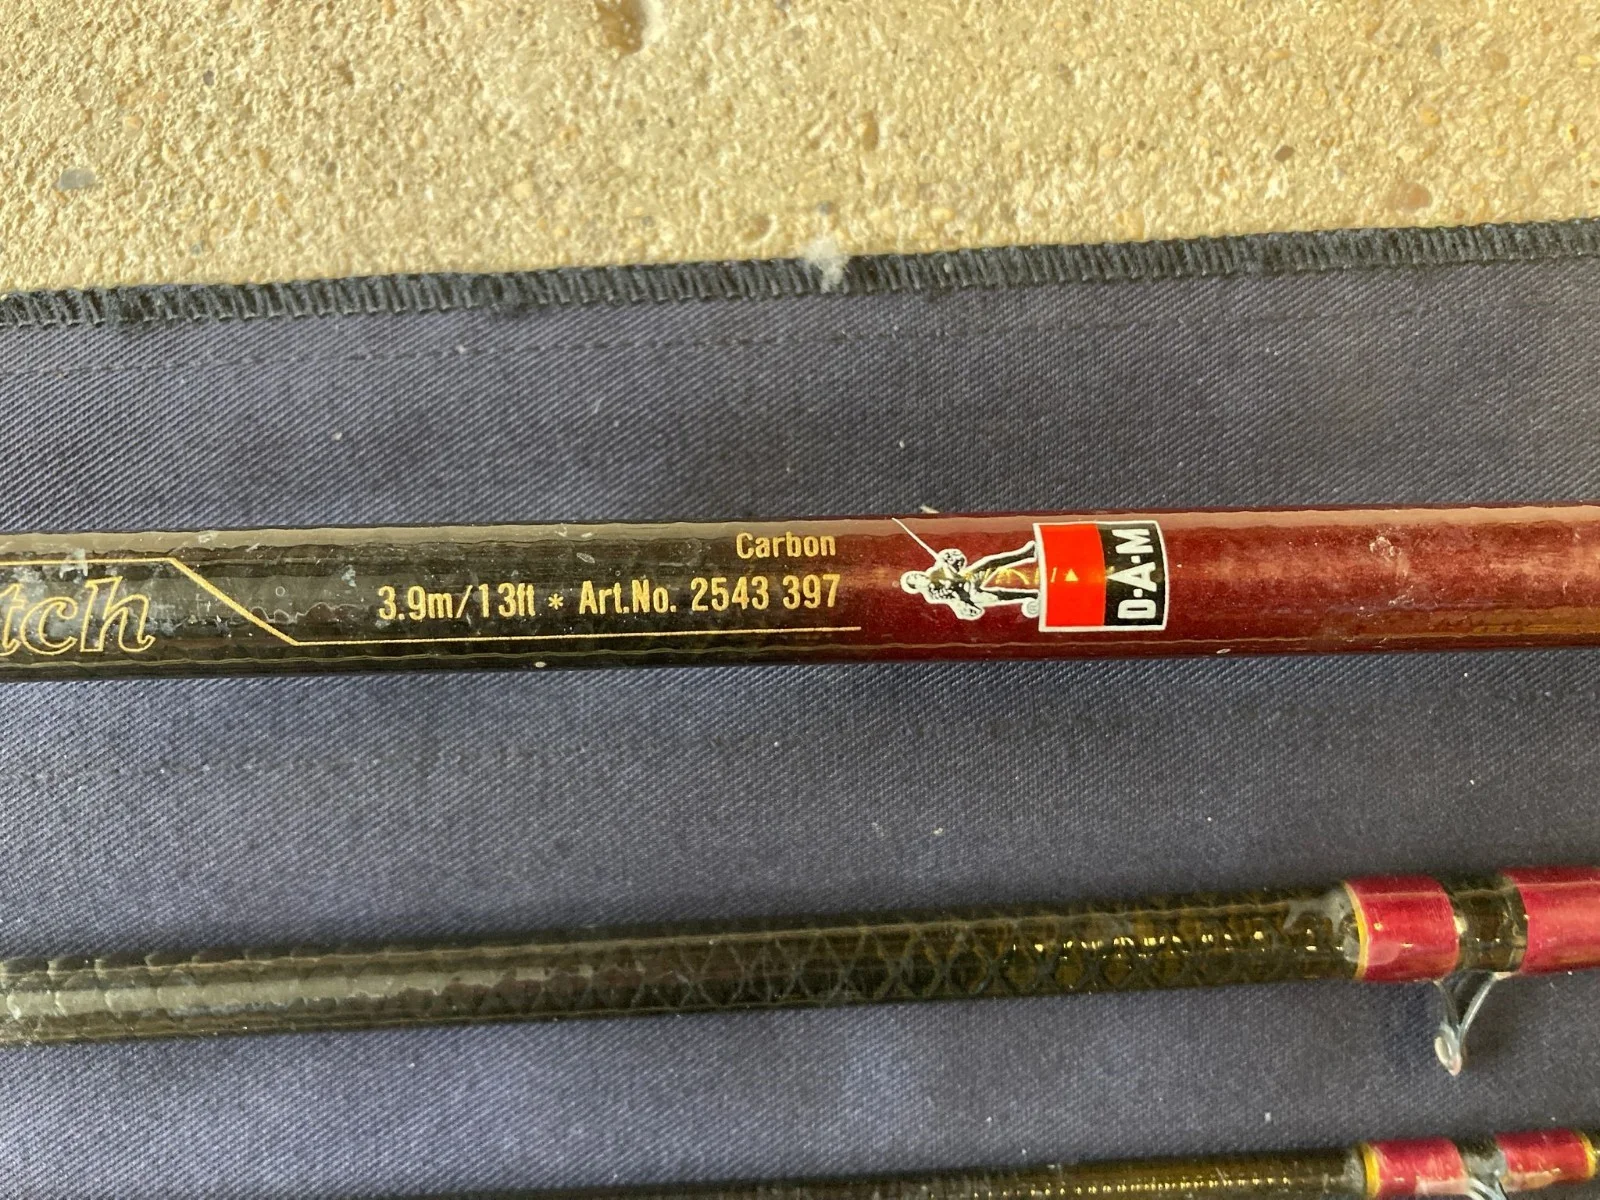 Carbon
tch 3.9m/13ft * Art.No. 2543 397
D·A·M